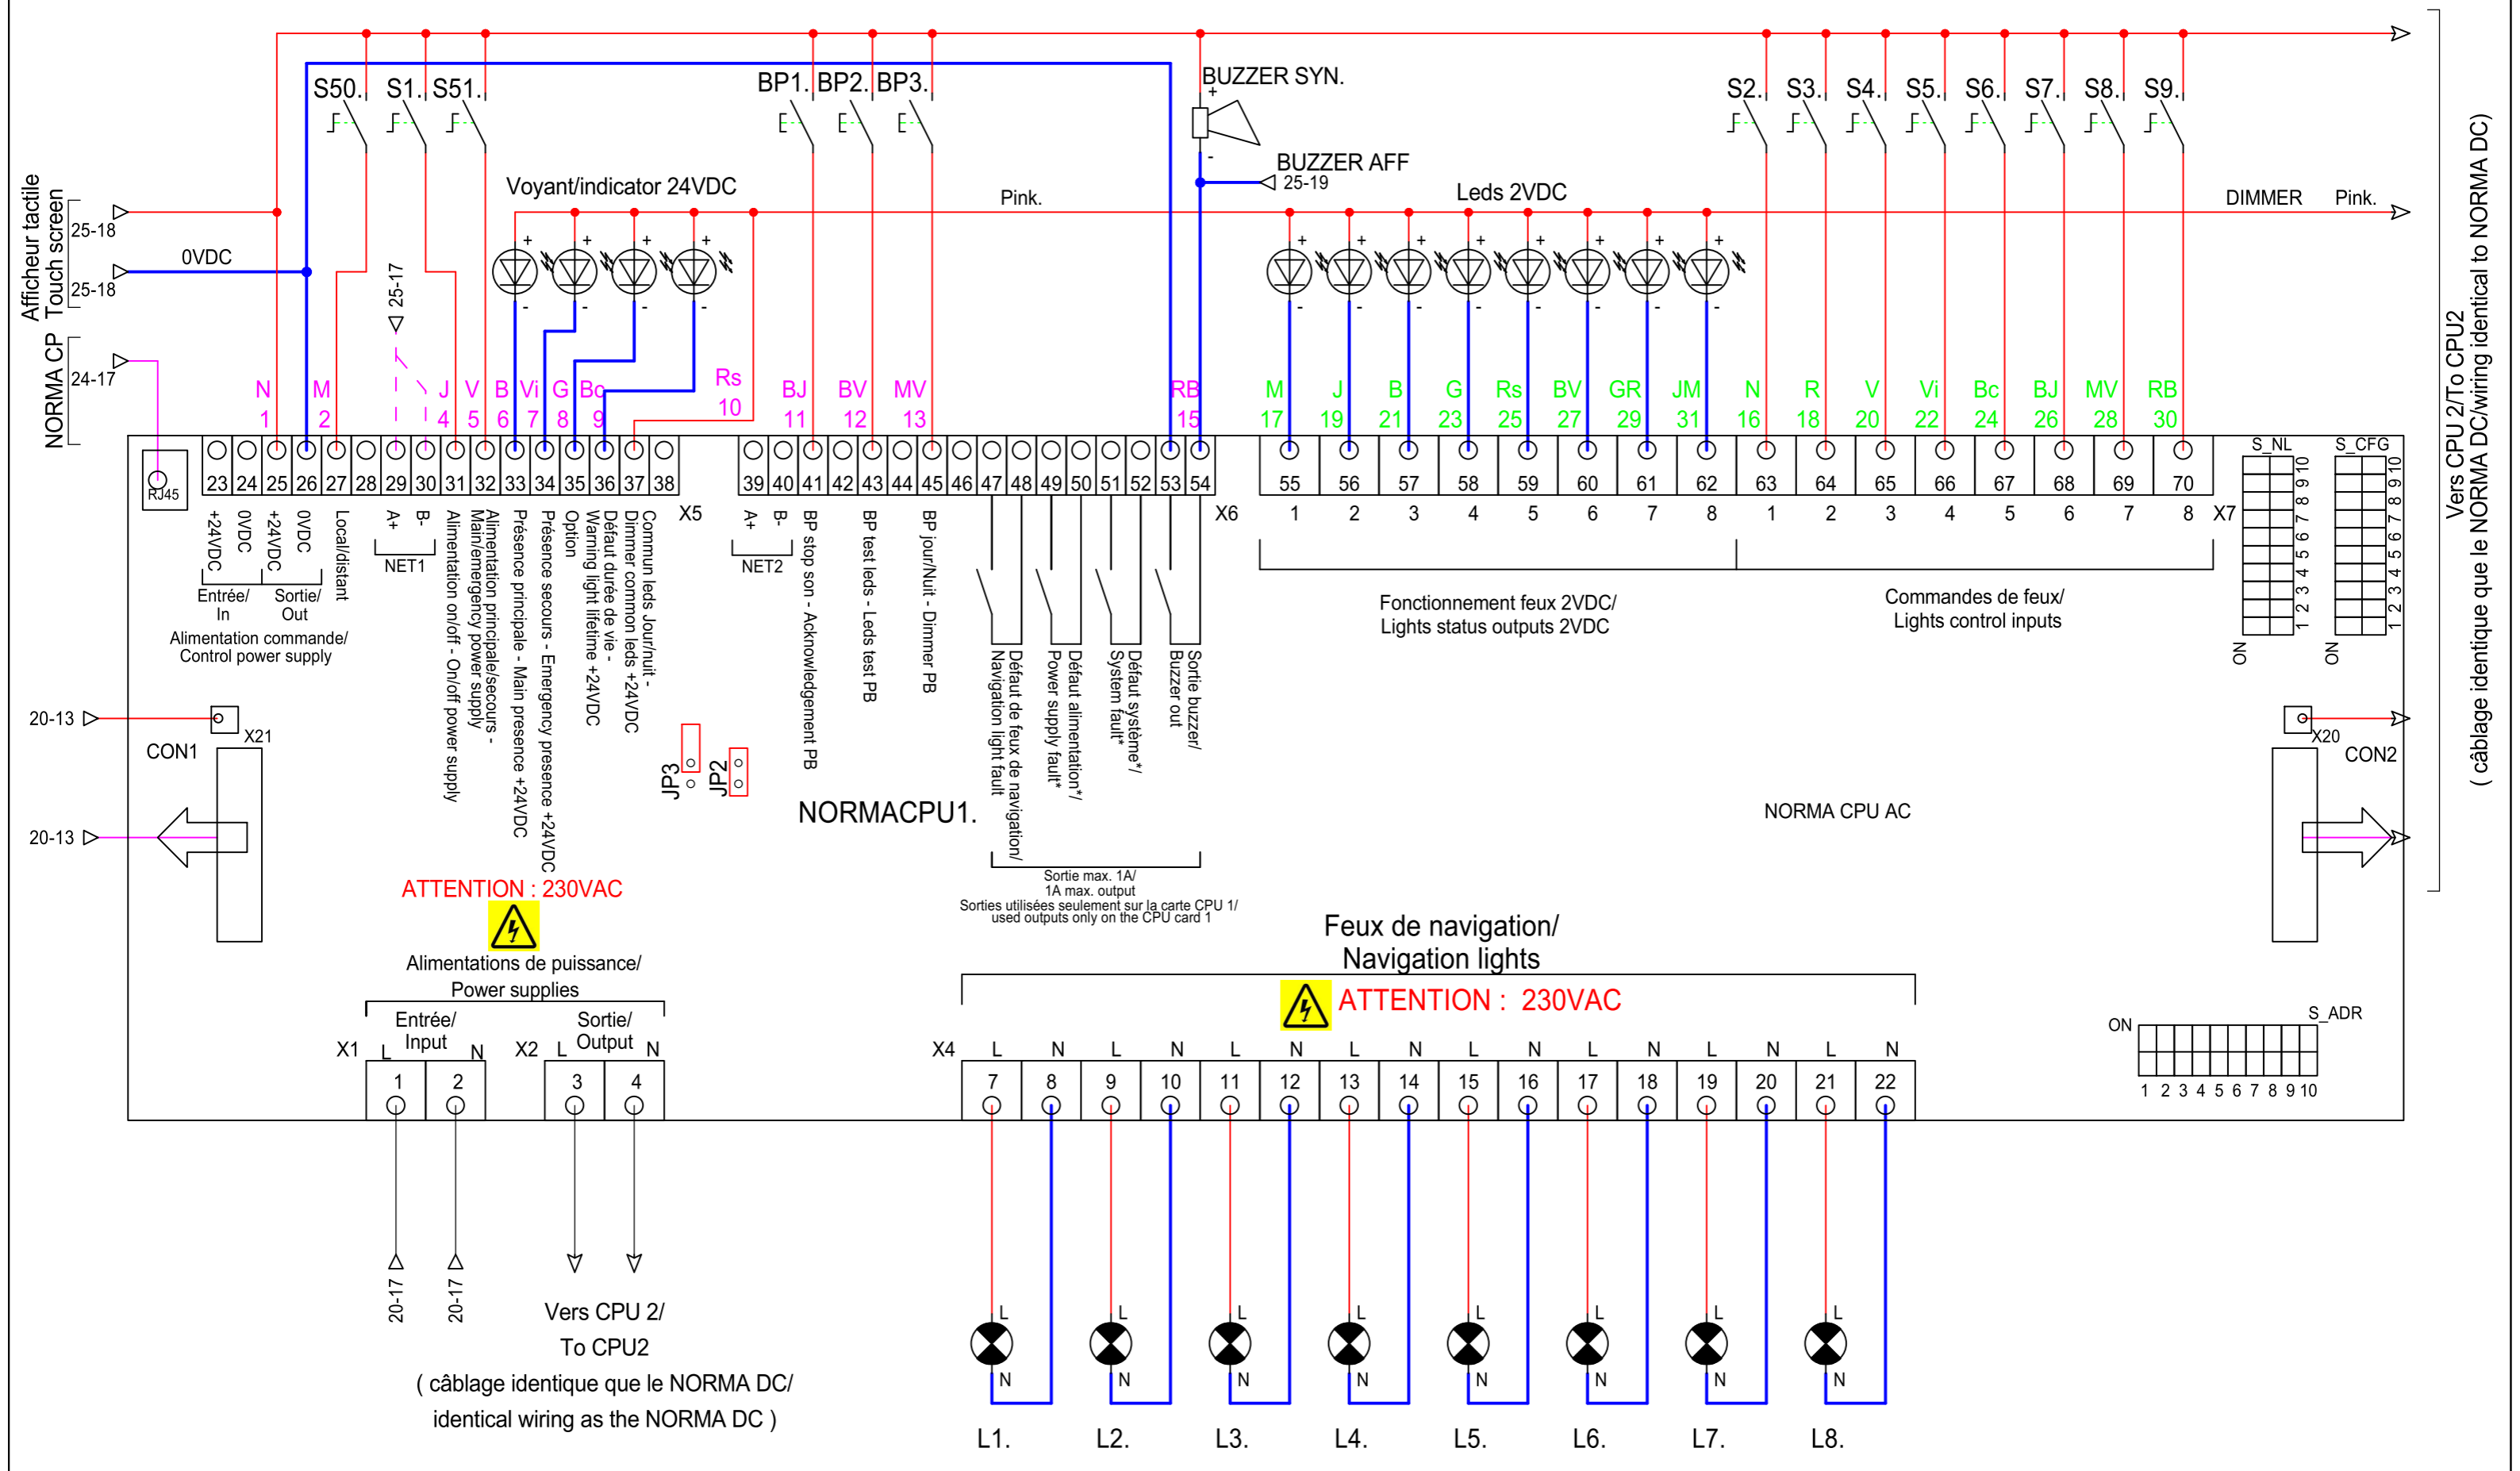 S50.
S1.
S51.
BP1.
BP2.
BP3.
BUZZER SYN.
+
-
BUZZER AFF
25-19
S2.
S3.
S4.
S5.
S6.
S7.
S8.
S9.
Afficheur tactile
Touch screen
25-18
0VDC
25-18
NORMA CP
24-17
25-17
Voyant/indicator 24VDC
Pink.
Leds 2VDC
DIMMER
Pink.
+ + + +
- - - -
+ + + + + + + +
- - - - - - - -
N M J V B Vi G Bc Rs BJ BV MV RB
1 2 4 5 6 7 8 9 10 11 12 13 15
M J B G Rs BV GR JM N R V Vi Bc BJ MV RB
17 19 21 23 25 27 29 31 16 18 20 22 24 26 28 30
RJ45
23 24 25 26 27 28 29 30 31 32 33 34 35 36 37 38
X5
39 40 41 42 43 44 45 46 47 48 49 50 51 52 53 54
X6
55 56 57 58 59 60 61 62 63 64 65 66 67 68 69 70
1 2 3 4 5 6 7 8 1 2 3 4 5 6 7 8
X7
+24VDC
0VDC
+24VDC
0VDC
Entrée/
In
Sortie/
Out
Alimentation commande/
Control power supply
Local/distant
A+
B-
NET1
Alimentation on/off - On/off power supply
Alimentation principale/secours -
Main/emergency power supply
Présence principale - Main presence +24VDC
Présence secours - Emergency presence +24VDC
Option
Défaut durée de vie -
Warning light lifetime +24VDC
Commun leds Jour/nuit -
Dimmer common leds +24VDC
A+
B-
NET2
BP stop son - Acknowledgement PB
BP test leds - Leds test PB
BP jour/Nuit - Dimmer PB
Défaut de feux de navigation/
Navigation light fault
Défaut alimentation*/
Power supply fault*
Défaut système*/
System fault*
Sortie buzzer/
Buzzer out
Sortie max. 1A/
1A max. output
Sorties utilisées seulement sur la carte CPU 1/
used outputs only on the CPU card 1
Fonctionnement feux 2VDC/
Lights status outputs 2VDC
Commandes de feux/
Lights control inputs
S_NL
1 2 3 4 5 6 7 8 9 10
ON
S_CFG
1 2 3 4 5 6 7 8 9 10
ON
Vers CPU 2/To CPU2
( câblage identique que le NORMA DC/wiring identical to NORMA DC)
20-13
CON1
X21
20-13
JP3
JP2
NORMACPU1.
NORMA CPU AC
X20
CON2
ATTENTION : 230VAC
Alimentations de puissance/
Power supplies
Entrée/
Input
Sortie/
Output
X1 L N
X2 L N
1 2 3 4
Feux de navigation/
Navigation lights
ATTENTION : 230VAC
X4 L N L N L N L N L N L N L N L N
7 8 9 10 11 12 13 14 15 16 17 18 19 20 21 22
S_ADR
ON
1 2 3 4 5 6 7 8 9 10
20-17
20-17
Vers CPU 2/
To CPU2
( câblage identique que le NORMA DC/
identical wiring as the NORMA DC )
L L L L L L L L
N N N N N N N N
L1. L2. L3. L4. L5. L6. L7. L8.